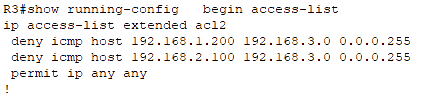 R3#show running-config   begin access-list
ip access-list extended acl2
 deny icmp host 192.168.1.200 192.168.3.0 0.0.0.255
 deny icmp host 192.168.2.100 192.168.3.0 0.0.0.255
 permit ip any any
!